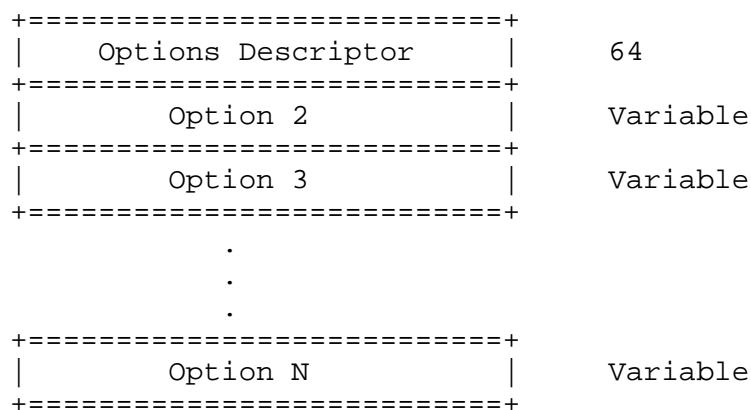 +===========================+
|    Options Descriptor     |     64
+===========================+
|        Option 2           |     Variable
+===========================+
|        Option 3           |     Variable
+===========================+
.
.
.
+===========================+
|        Option N           |     Variable
+===========================+